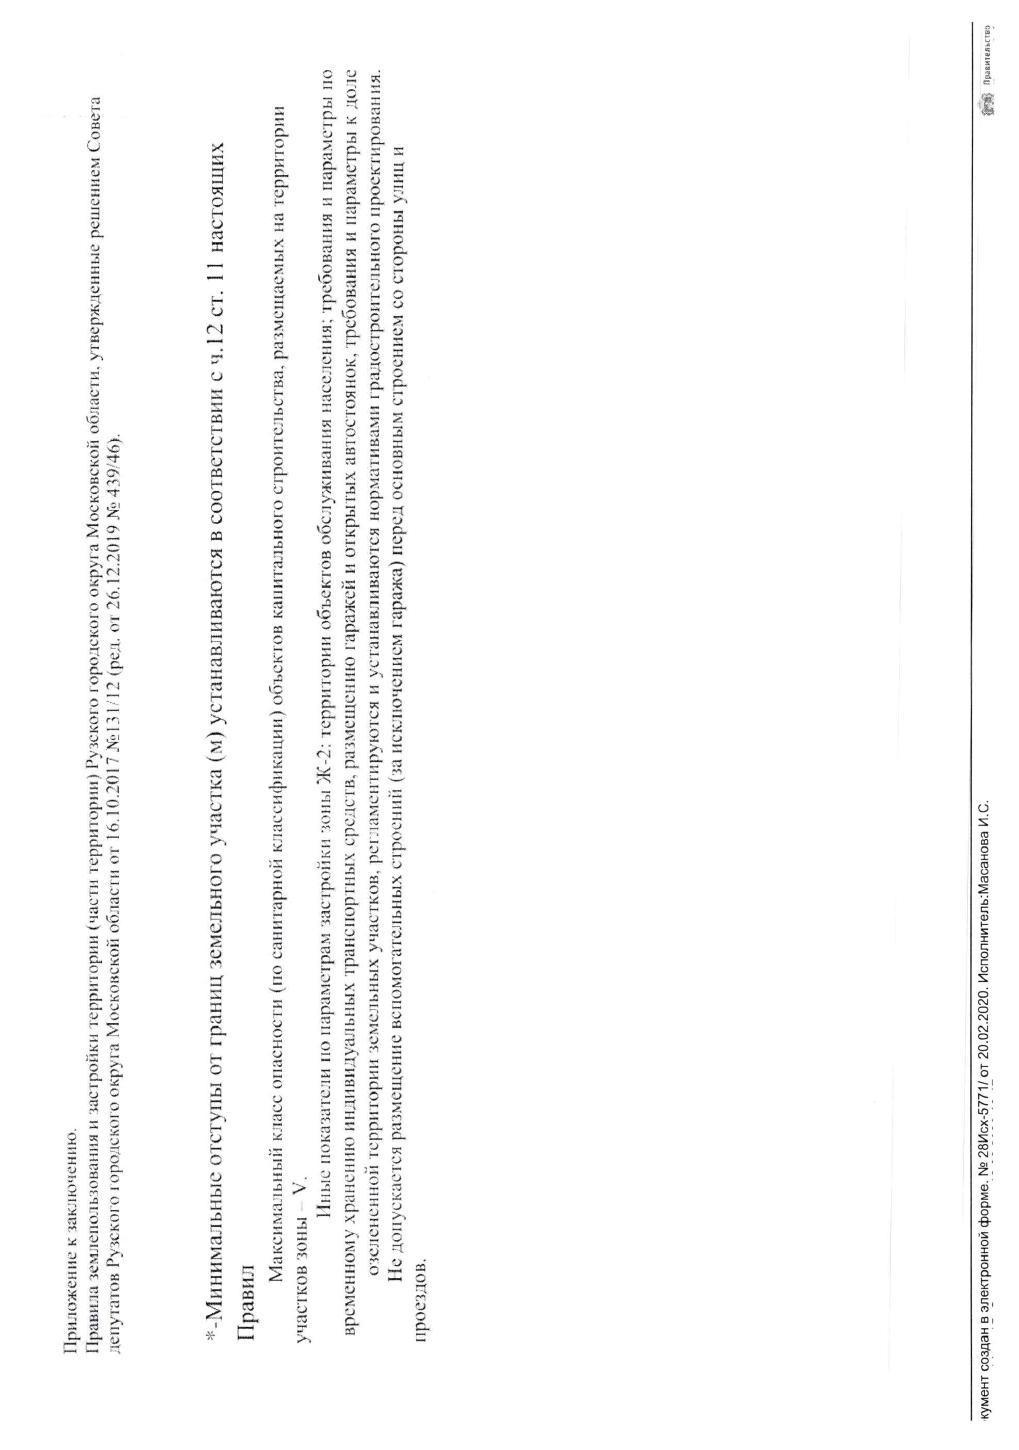 Приложение к заключению.
Правила землепользования и застройки территории (части территории) Рузского городского округа Московской области, утвержденные решением Совета
депутатов Рузского городского округа Московской области от 16.10.2017 №131/12 (ред. от 26.12.2019 № 439/46).
*-Минимальные отступы от границ земельного участка (м) устанавливаются в соответствии с ч.12 ст. 11 настоящих
Правил
Максимальный класс опасности (по санитарной классификации) объектов капитального строительства, размещаемых на территории
участков зоны – V.
Иные показатели по параметрам застройки зоны Ж-2: территории объектов обслуживания населения; требования и параметры по
временному хранению индивидуальных транспортных средств, размещению гаражей и открытых автостоянок, требования и параметры к доле
озелененной территории земельных участков, регламентируются и устанавливаются нормативами градостроительного проектирования.
Не допускается размещение вспомогательных строений (за исключением гаража) перед основным строением со стороны улиц и
проездов.
кумент создан в электронной форме. № 28Исх-5771/ от 20.02.2020. Исполнитель:Масанова И.С.
Правительство